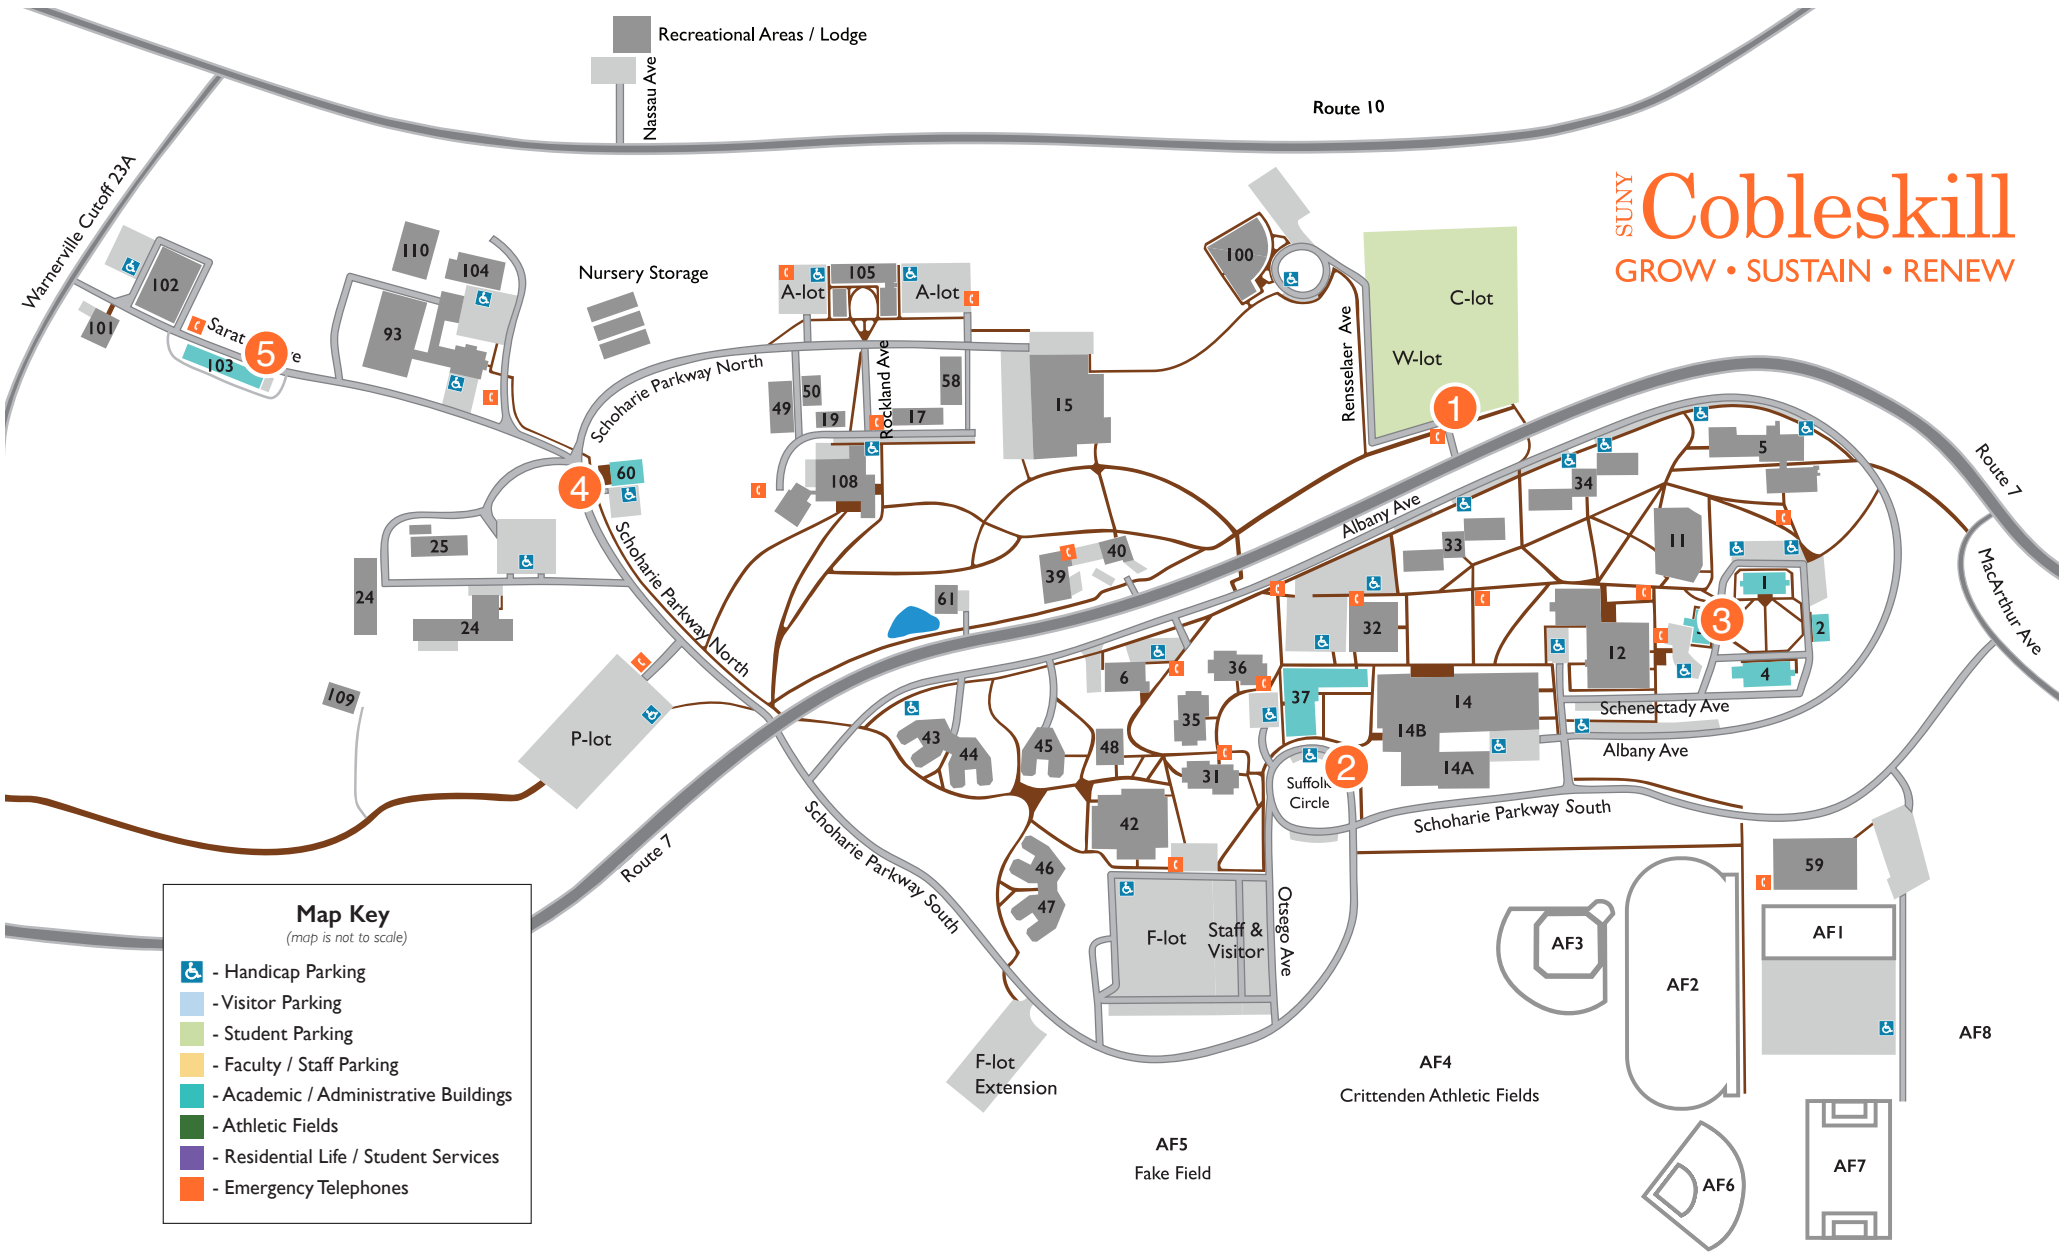 Recreational Areas / Lodge
Nassau Ave
Route 10
Warnerville Cutoff 23A
SUNY
Cobleskill
GROW • SUSTAIN • RENEW
110
104
102
101
93
Sarat
ve
5
103
Nursery Storage
A-lot
105
A-lot
100
C-lot
W-lot
Rensselaer Ave
1
Schoharie Parkway North
Rockland Ave
50
49
19
17
58
15
108
4
60
25
24
24
Schoharie Parkway North
109
P-lot
61
39
40
Albany Ave
33
34
5
11
Route 7
MacArthur Ave
1
2
3
4
12
32
36
37
6
35
14
14B
14A
Schenectady Ave
Albany Ave
43
44
45
48
31
2
Suffolk
Circle
Schoharie Parkway South
42
46
47
Route 7
Schoharie Parkway South
F-lot
Staff &
Visitor
Otsego Ave
F-lot
Extension
59
AF1
AF2
AF3
AF4
Crittenden Athletic Fields
AF5
Fake Field
AF6
AF7
AF8
Map Key
(map is not to scale)
- Handicap Parking
- Visitor Parking
- Student Parking
- Faculty / Staff Parking
- Academic / Administrative Buildings
- Athletic Fields
- Residential Life / Student Services
- Emergency Telephones